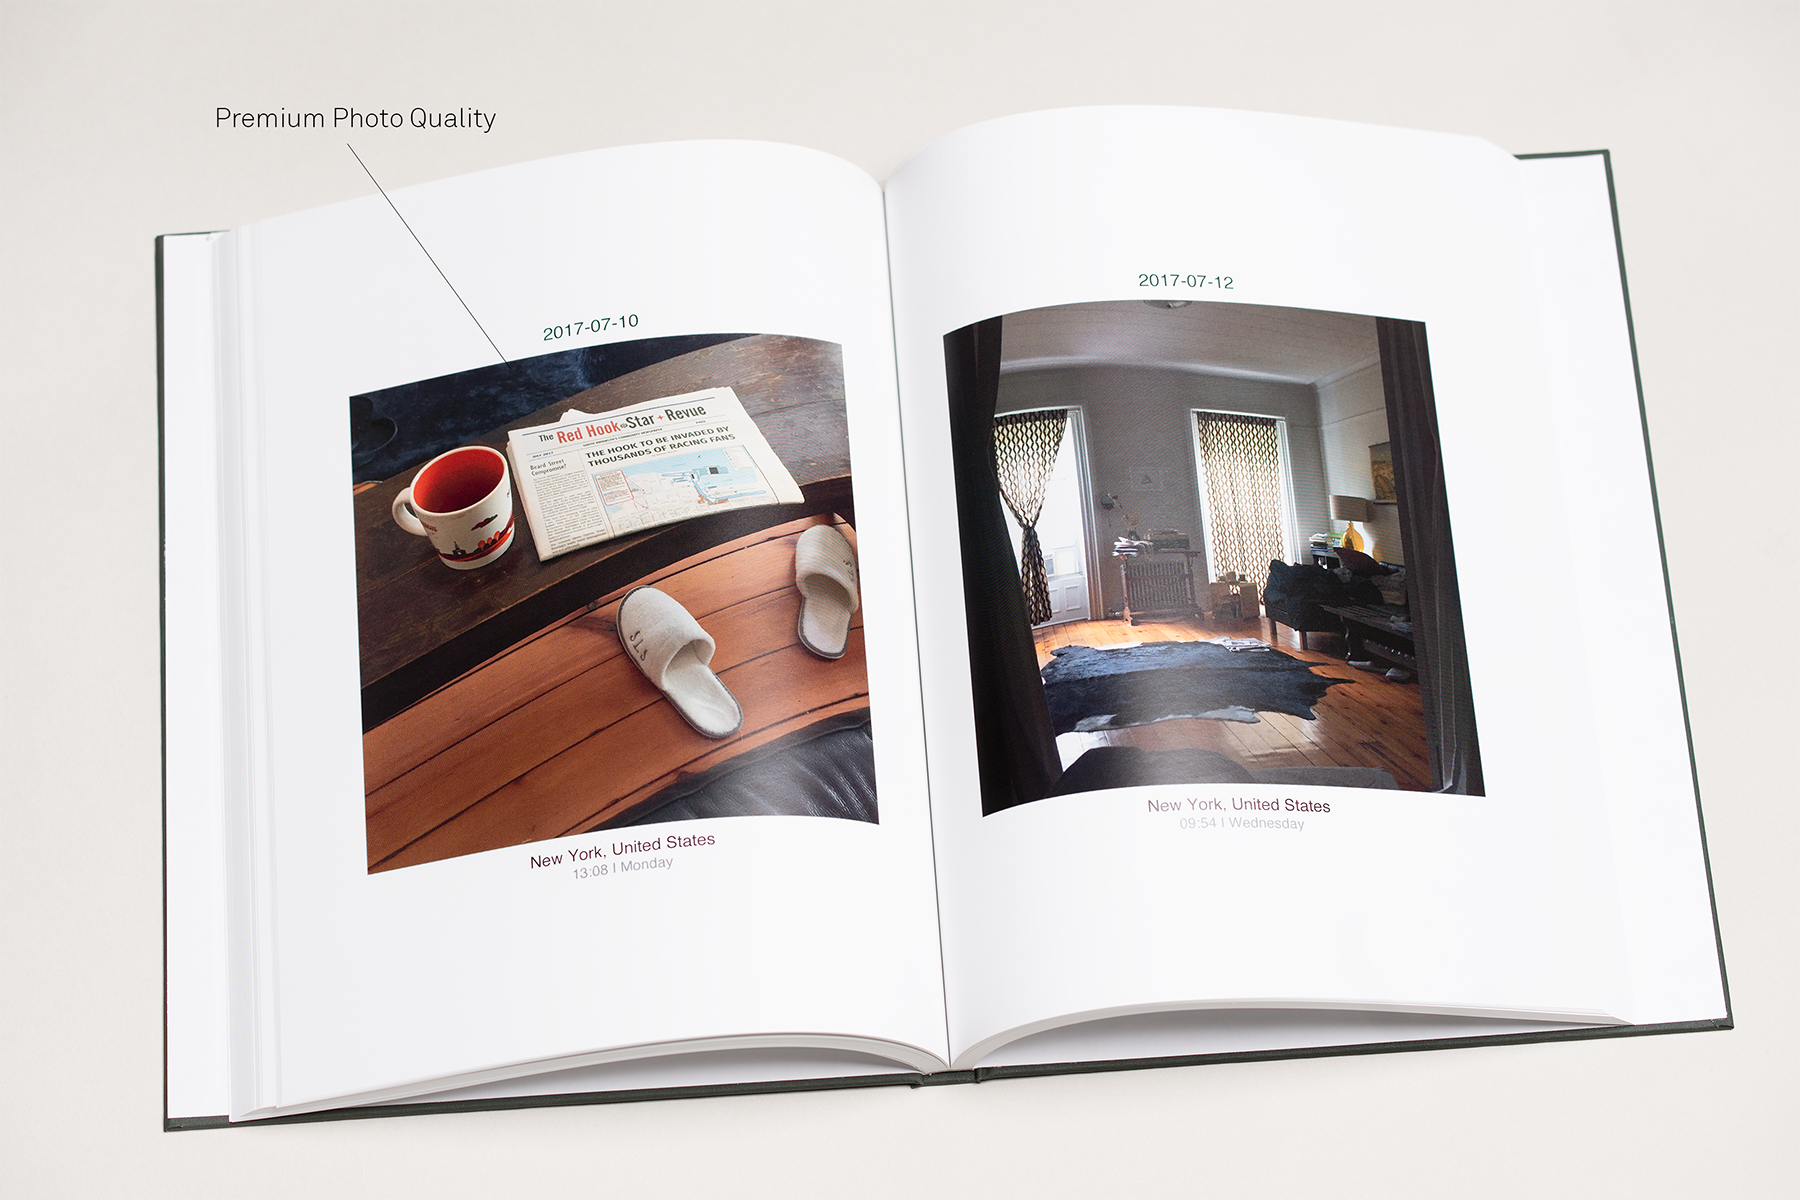 Premium Photo Quality
2017-07-10
The Red Hook Star + Revue
JULY 2017
THE HOOK TO BE INVADED BY
THOUSANDS OF RACING FANS
Beard Street
Compromise?
S.L.S
New York, United States
13:08 | Monday
2017-07-12
New York, United States
09:54 | Wednesday